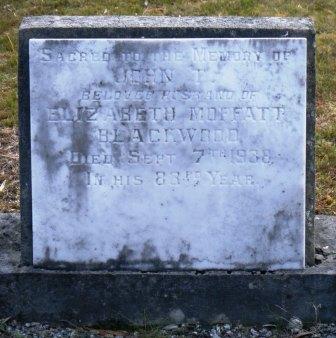 Sacred to the Memory of
JOHN T.
BELOVED HUSBAND OF
ELIZABETH MOFFATT
BLACKWOOD
Died Sept 7th 1938,
In his 83rd Year.